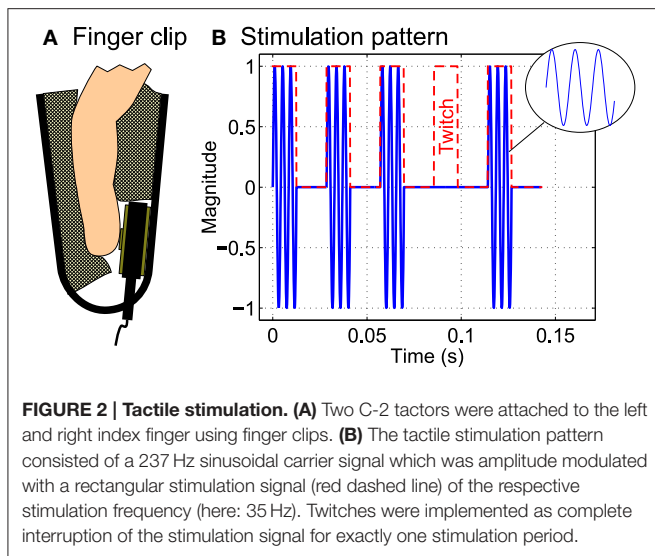 A Finger clip
B Stimulation pattern
1
0.5
0
−0.5
−1
Magnitude
Twitch
0
0.05
0.1
0.15
Time (s)
FIGURE 2 | Tactile stimulation. (A) Two C-2 tactors were attached to the left
and right index finger using finger clips. (B) The tactile stimulation pattern
consisted of a 237 Hz sinusoidal carrier signal which was amplitude modulated
with a rectangular stimulation signal (red dashed line) of the respective
stimulation frequency (here: 35 Hz). Twitches were implemented as complete
interruption of the stimulation signal for exactly one stimulation period.